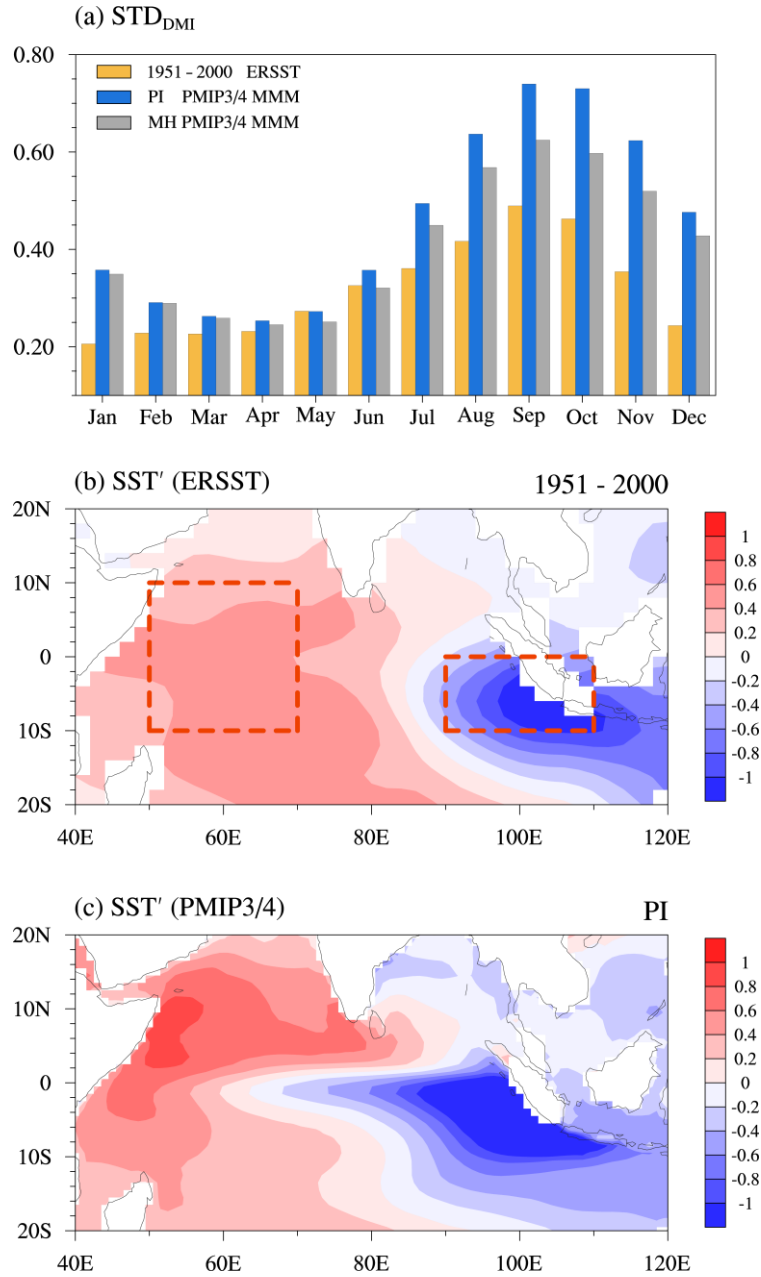 (a) STD_DMI
0.80
0.60
0.40
0.20
1951 - 2000 ERSST
PI PMIP3/4 MMM
MH PMIP3/4 MMM
Jan Feb Mar Apr May Jun Jul Aug Sep Oct Nov Dec
(b) SST′ (ERSST) 1951 - 2000
20N
10N
0
10S
20S
40E 60E 80E 100E 120E
1
0.8
0.6
0.4
0.2
0
-0.2
-0.4
-0.6
-0.8
-1
(c) SST′ (PMIP3/4) PI
20N
10N
0
10S
20S
40E 60E 80E 100E 120E
1
0.8
0.6
0.4
0.2
0
-0.2
-0.4
-0.6
-0.8
-1